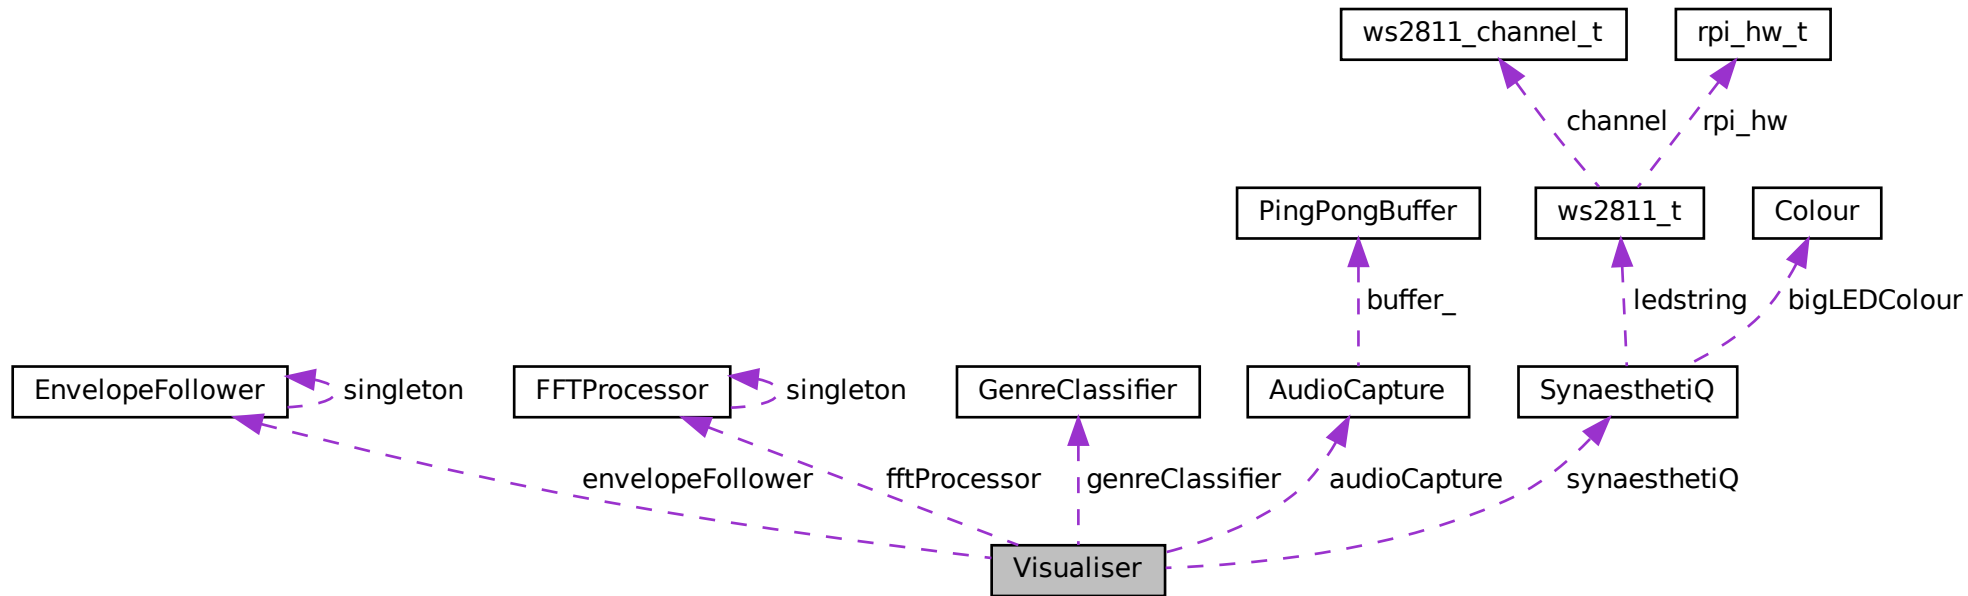 ws2811_channel_t
rpi_hw_t
channel
rpi_hw
PingPongBuffer
ws2811_t
Colour
buffer_
ledstring
bigLEDColour
EnvelopeFollower
singleton
FFTProcessor
singleton
GenreClassifier
AudioCapture
SynaesthetiQ
envelopeFollower
fftProcessor
genreClassifier
audioCapture
synaesthetiQ
Visualiser